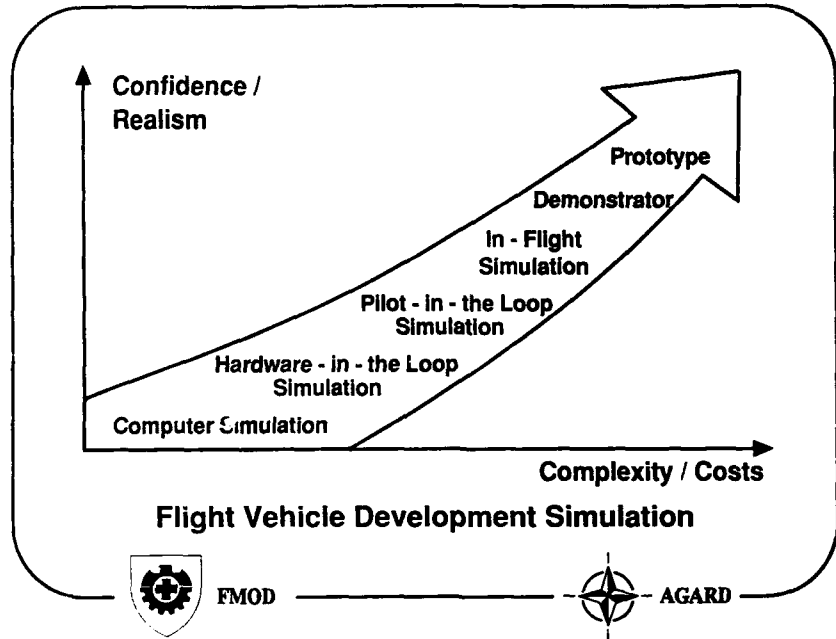 Confidence /
Realism
Prototype
Demonstrator
In - Flight
Simulation
Pilot - in - the Loop
Simulation
Hardware - in - the Loop
Simulation
Computer Simulation
Complexity / Costs
Flight Vehicle Development Simulation
FMOD
AGARD